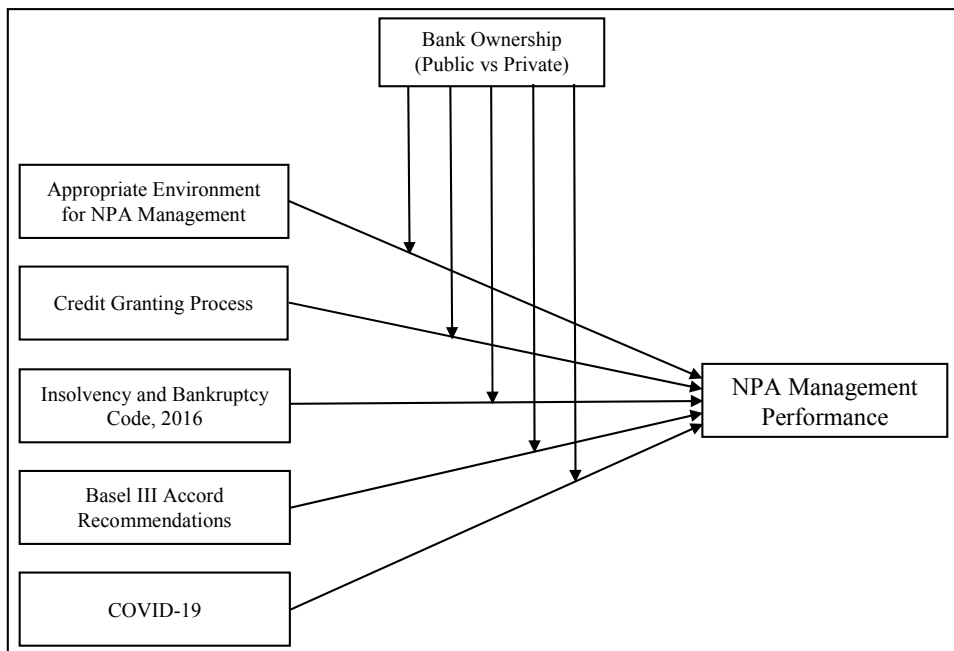 Bank Ownership
(Public vs Private)
Appropriate Environment
for NPA Management
Credit Granting Process
Insolvency and Bankruptcy
Code, 2016
Basel III Accord
Recommendations
COVID-19
NPA Management
Performance